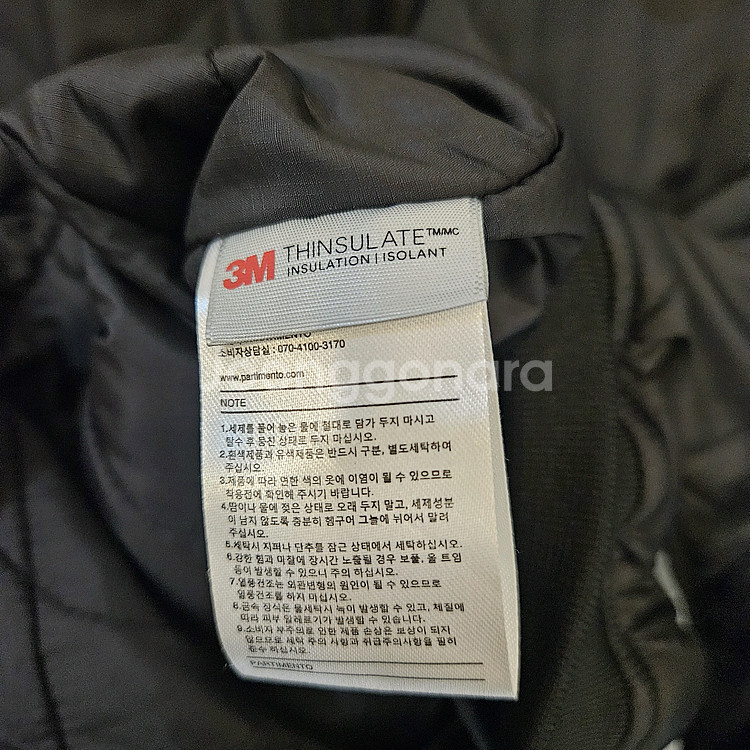 3M THINSULATE™/MC
INSULATION | ISOLANT
소비자상담실 : 070-4100-3170
www.partimento.com
NOTE
1.세제를 풀어 놓은 물에 절대로 담가 두지 마시고
탈수 후 뭉친 상태로 두지 마십시오.
2.흰색제품과 유색제품은 반드시 구분, 별도세탁하여
주십시오.
3.제품에 따라 면한 색의 옷에 이염이 될 수 있으므로
착용전에 확인해 주시기 바랍니다.
4.땀이나 물에 젖은 상태로 오래 두지 말고, 세제성분
이 남지 않도록 충분히 헹구어 그늘에 뉘어서 말려
주십시오.
5.세탁시 지퍼나 단추를 잠근 상태에서 세탁하십시오.
6.강한 힘과 마찰에 장시간 노출될 경우 보풀, 올 트임
등이 발생할 수 있으니 주의 하십시오.
7.열풍건조는 외관변형의 원인이 될 수 있으므로
열풍건조를 하지 마십시오.
8.금속 장식은 물세탁시 녹이 발생할 수 있고, 체질에
따라 피부 알레르기가 발생할 수 있습니다.
9.소비자 부주의로 인한 제품 손상은 보상이 되지
않으므로 세탁 주의 사항과 취급주의사항을 필히
준수 하십시오.
PARTIMENTO